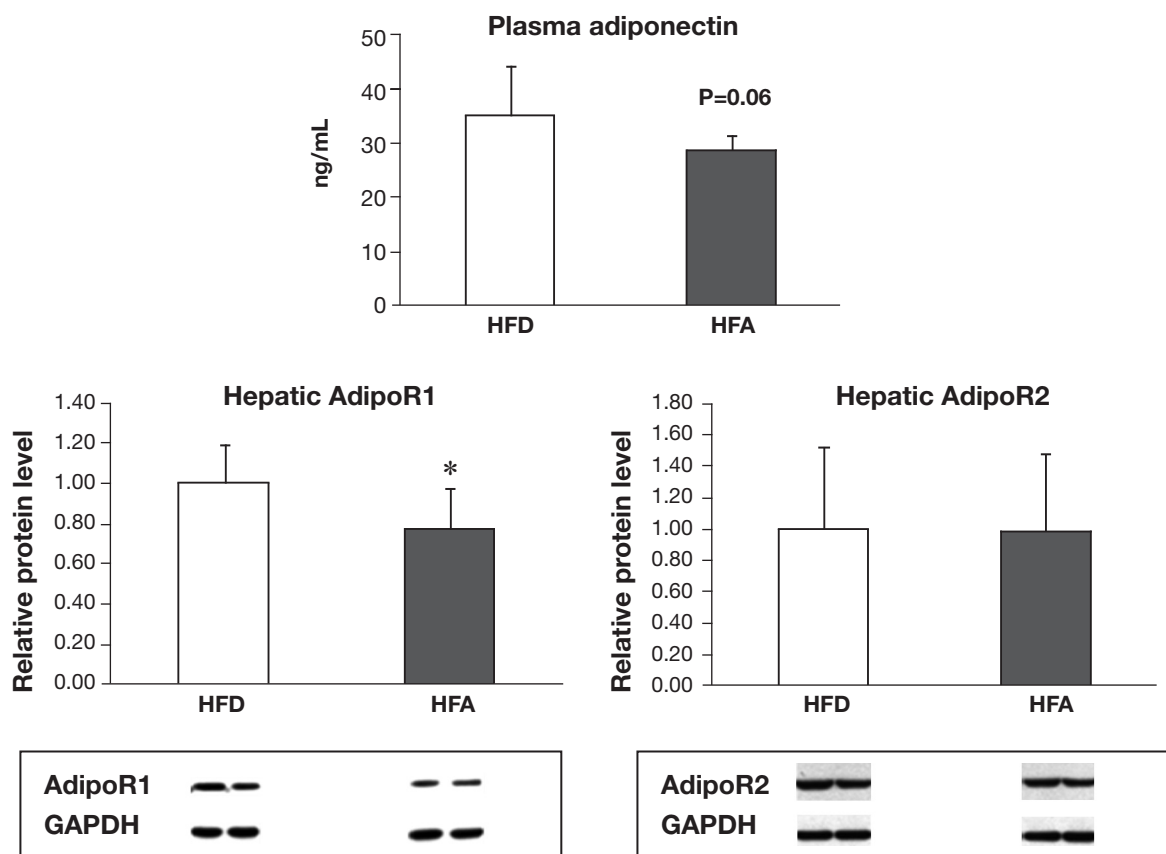 Plasma adiponectin
50
40
30
20
10
0
ng/mL
P=0.06
HFD HFA
Hepatic AdipoR1
1.40
1.20
1.00
0.80
0.60
0.40
0.20
0.00
Relative protein level
*
HFD HFA
Hepatic AdipoR2
1.80
1.60
1.40
1.20
1.00
0.80
0.60
0.40
0.20
0.00
Relative protein level
HFD HFA
AdipoR1
GAPDH
AdipoR2
GAPDH